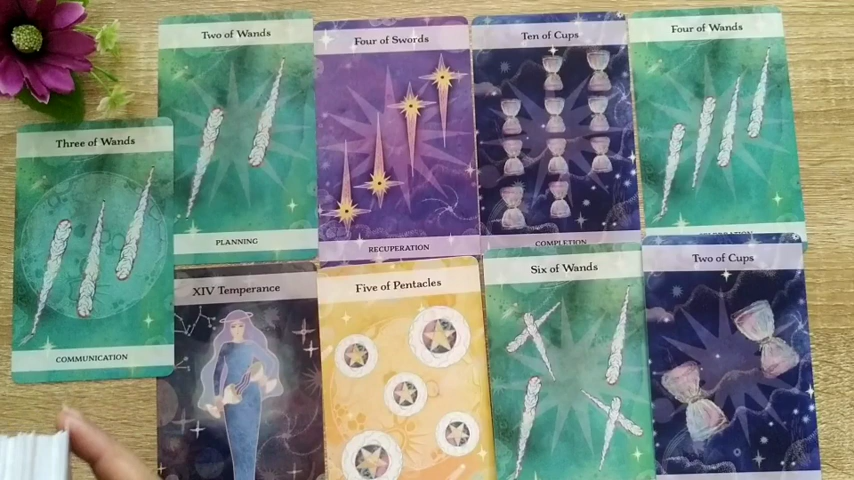 Two of Wands
PLANNING
Four of Swords
RECUPERATION
Ten of Cups
COMPLETION
Four of Wands
Three of Wands
COMMUNICATION
XIV Temperance
Five of Pentacles
Six of Wands
Two of Cups